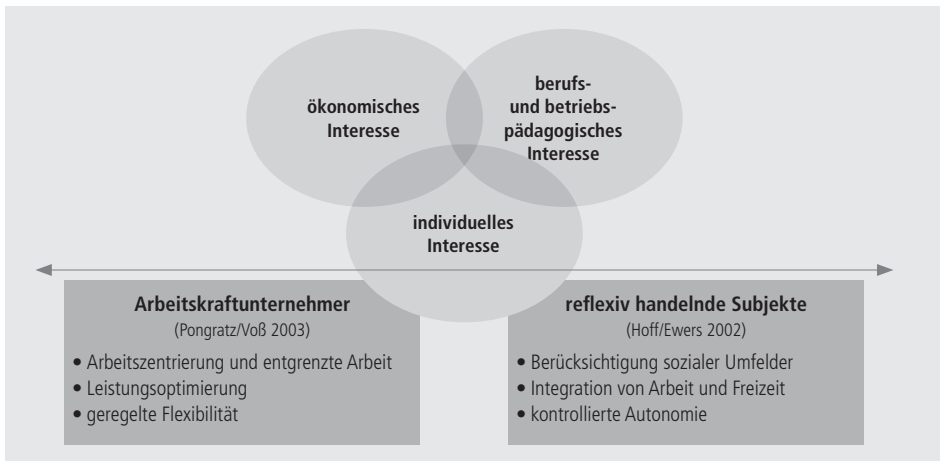 ökonomisches
Interesse
berufs-
und betriebs-
pädagogisches
Interesse
individuelles
Interesse
Arbeitskraftunternehmer
(Pongratz/Voß 2003)
• Arbeitszentrierung und entgrenzte Arbeit
• Leistungsoptimierung
• geregelte Flexibilität
reflexiv handelnde Subjekte
(Hoff/Ewers 2002)
• Berücksichtigung sozialer Umfelder
• Integration von Arbeit und Freizeit
• kontrollierte Autonomie